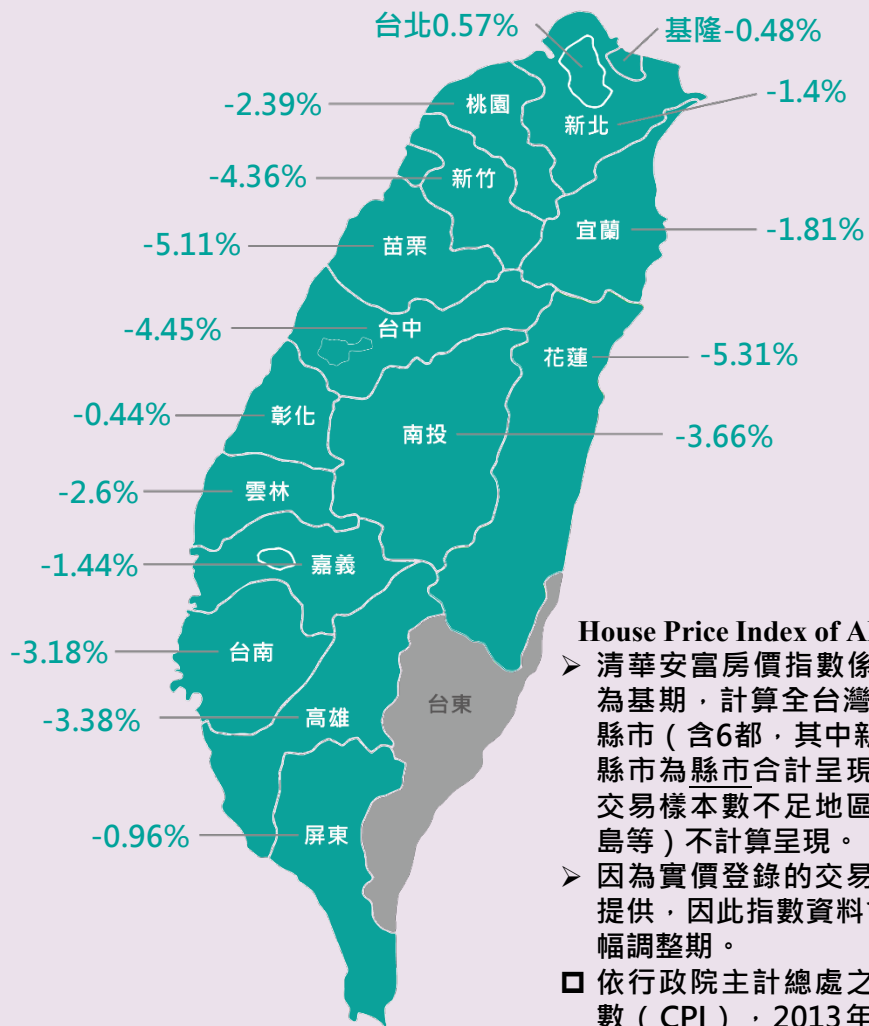 台北0.57%
基隆-0.48%
-2.39%
桃園
-1.4%
新北
-4.36%
新竹
宜蘭
-1.81%
-5.11%
苗栗
-4.45%
台中
花蓮
-5.31%
-0.44%
彰化
南投
-3.66%
-2.6%
雲林
-1.44%
嘉義
-3.18%
台南
-3.38%
高雄
台東
-0.96%
屏東
House Price Index of A
➢ 清華安富房價指數係
為基期，計算全台灣
縣市（含6都，其中新
縣市為縣市合計呈現
交易樣本數不足地區
島等）不計算呈現。
➢ 因為實價登錄的交易
提供，因此指數資料
幅調整期。
依行政院主計總處之
數（CPI），2013年